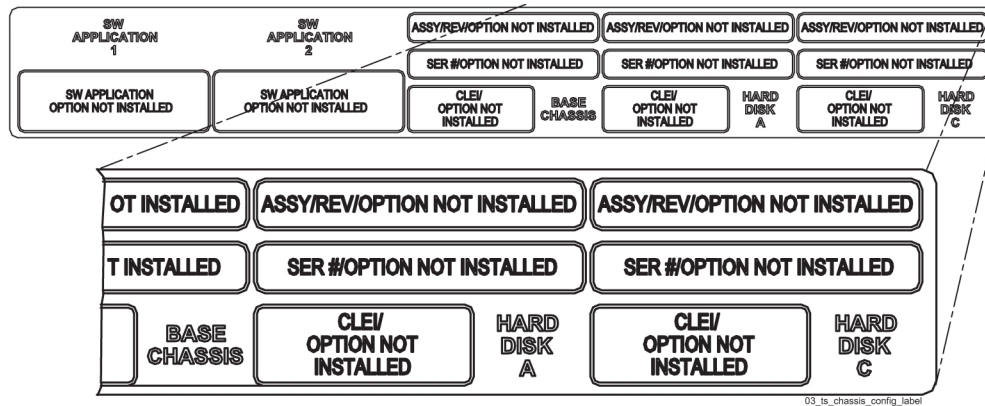 SW
APPLICATION
1
SW
APPLICATION
2
SW APPLICATION
OPTION NOT INSTALLED
SW APPLICATION
OPTION NOT INSTALLED
ASSY/REV/OPTION NOT INSTALLED
SER #/OPTION NOT INSTALLED
CLEI/
OPTION NOT
INSTALLED
BASE
CHASSIS
ASSY/REV/OPTION NOT INSTALLED
SER #/OPTION NOT INSTALLED
CLEI/
OPTION NOT
INSTALLED
HARD
DISK
A
ASSY/REV/OPTION NOT INSTALLED
SER #/OPTION NOT INSTALLED
CLEI/
OPTION NOT
INSTALLED
HARD
DISK
C
OT INSTALLED
T INSTALLED
BASE
CHASSIS
ASSY/REV/OPTION NOT INSTALLED
SER #/OPTION NOT INSTALLED
CLEI/
OPTION NOT
INSTALLED
HARD
DISK
A
ASSY/REV/OPTION NOT INSTALLED
SER #/OPTION NOT INSTALLED
CLEI/
OPTION NOT
INSTALLED
HARD
DISK
C
03_ts_chassis_config_label